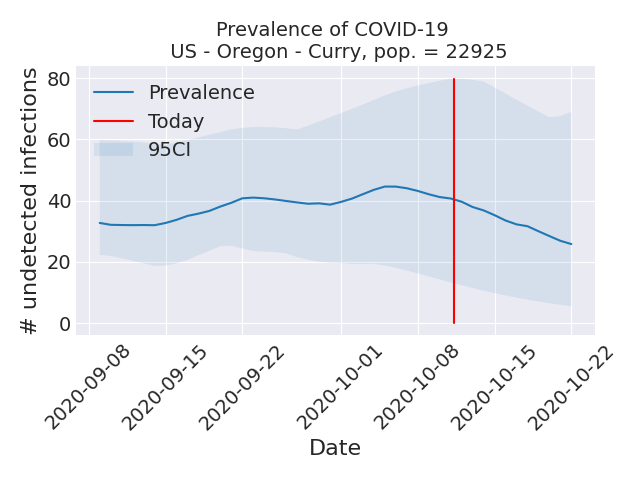 Prevalence of COVID-19
US - Oregon - Curry, pop. = 22925
# undetected infections
80
60
40
20
0
Prevalence
Today
95CI
2020-09-08
2020-09-15
2020-09-22
2020-10-01
2020-10-08
2020-10-15
2020-10-22
Date